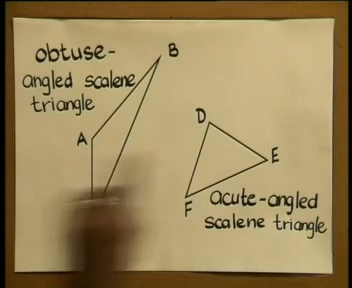 obtuse-
angled scalene
triangle
B
A
D
E
F
acute-angled
scalene triangle